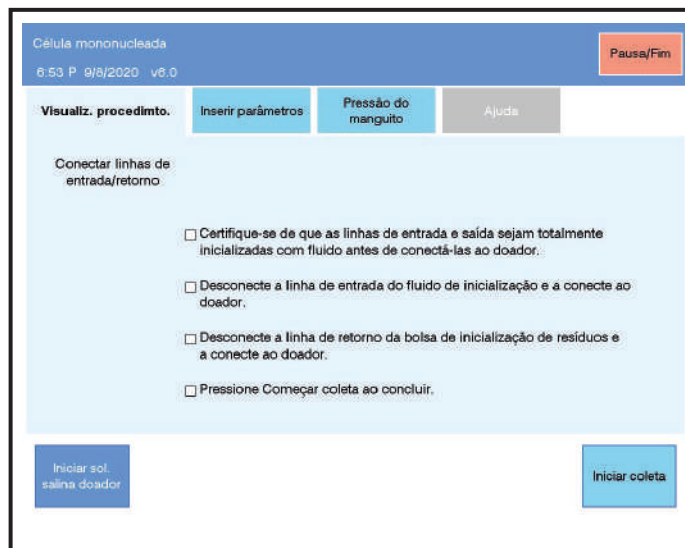 Célula mononucleada
Pausa/Fim
6:53 P 9/8/2020 v6.0
Visualiz. procedimto.
Inserir parâmetros
Pressão do
manguito
Ajuda
Conectar linhas de
entrada/retorno
Certifique-se de que as linhas de entrada e saída sejam totalmente
inicializadas com fluido antes de conectá-las ao doador.
Desconecte a linha de entrada do fluido de inicialização e a conecte ao
doador.
Desconecte a linha de retorno da bolsa de inicialização de resíduos e
a conecte ao doador.
Pressione Começar coleta ao concluir.
Iniciar sol.
salina doador
Iniciar coleta